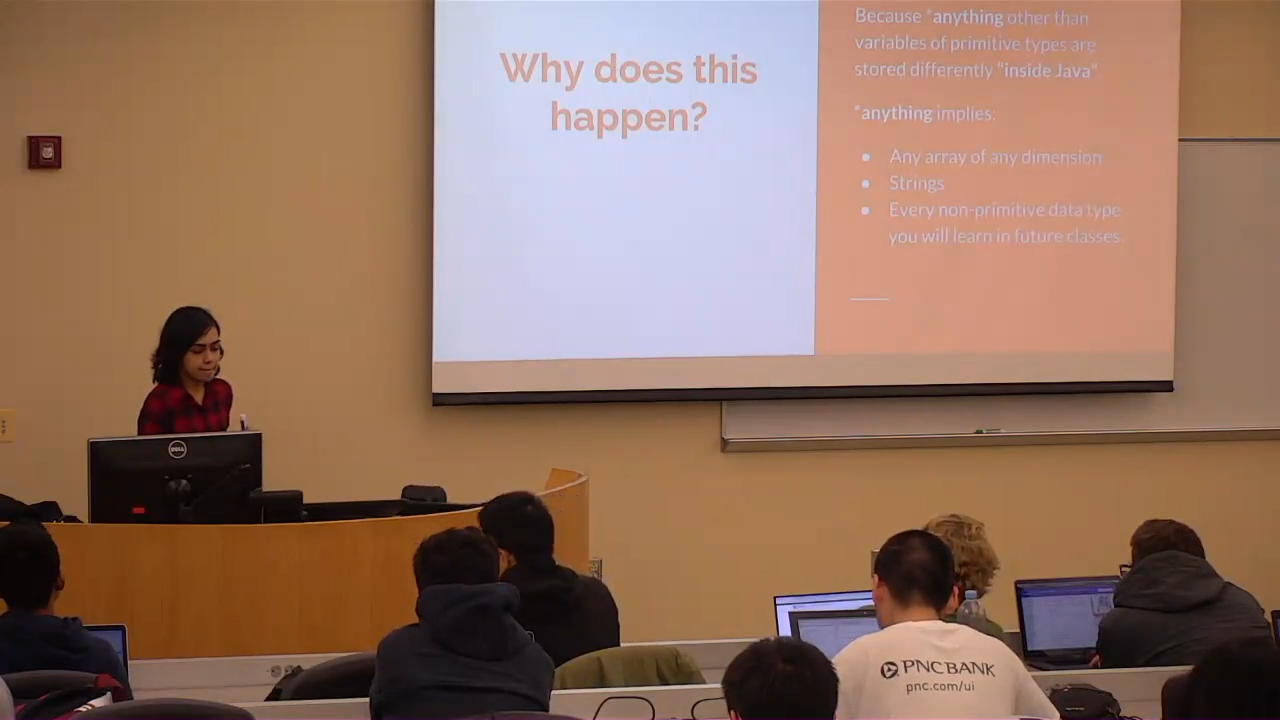 Why does this
happen?
Because *anything other than
variables of primitive types are
stored differently "inside Java".
*anything implies:
● Any array of any dimension
● Strings
● Every non-primitive data type
you will learn in future classes.
DELL
PNCBANK
pnc.com/ui